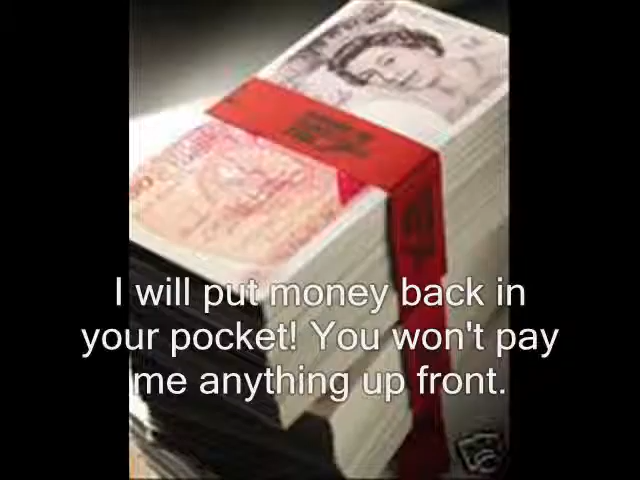 I will put money back in
your pocket! You won't pay
me anything up front.